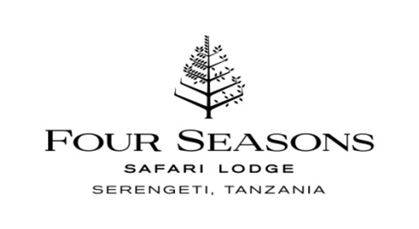 FOUR SEASONS
SAFARI LODGE
SERENGETI, TANZANIA